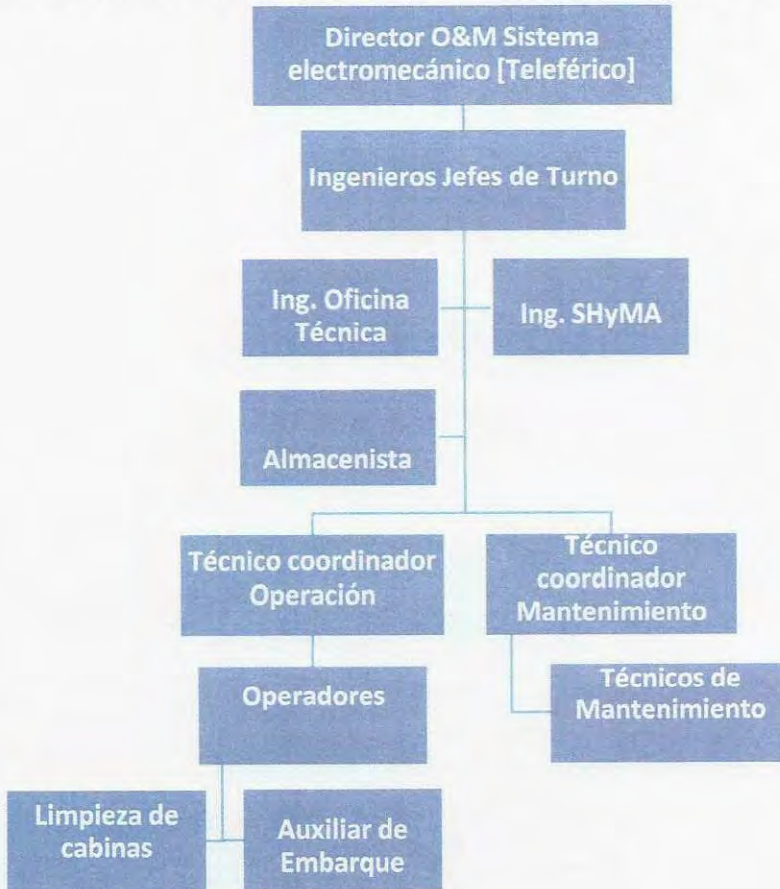 Director O&M Sistema
electromecánico [Teleférico]
Ingenieros Jefes de Turno
Ing. Oficina
Técnica
Ing. SHyMA
Almacenista
Técnico coordinador
Operación
Técnico
coordinador
Mantenimiento
Operadores
Técnicos de
Mantenimiento
Limpieza de
cabinas
Auxiliar de
Embarque